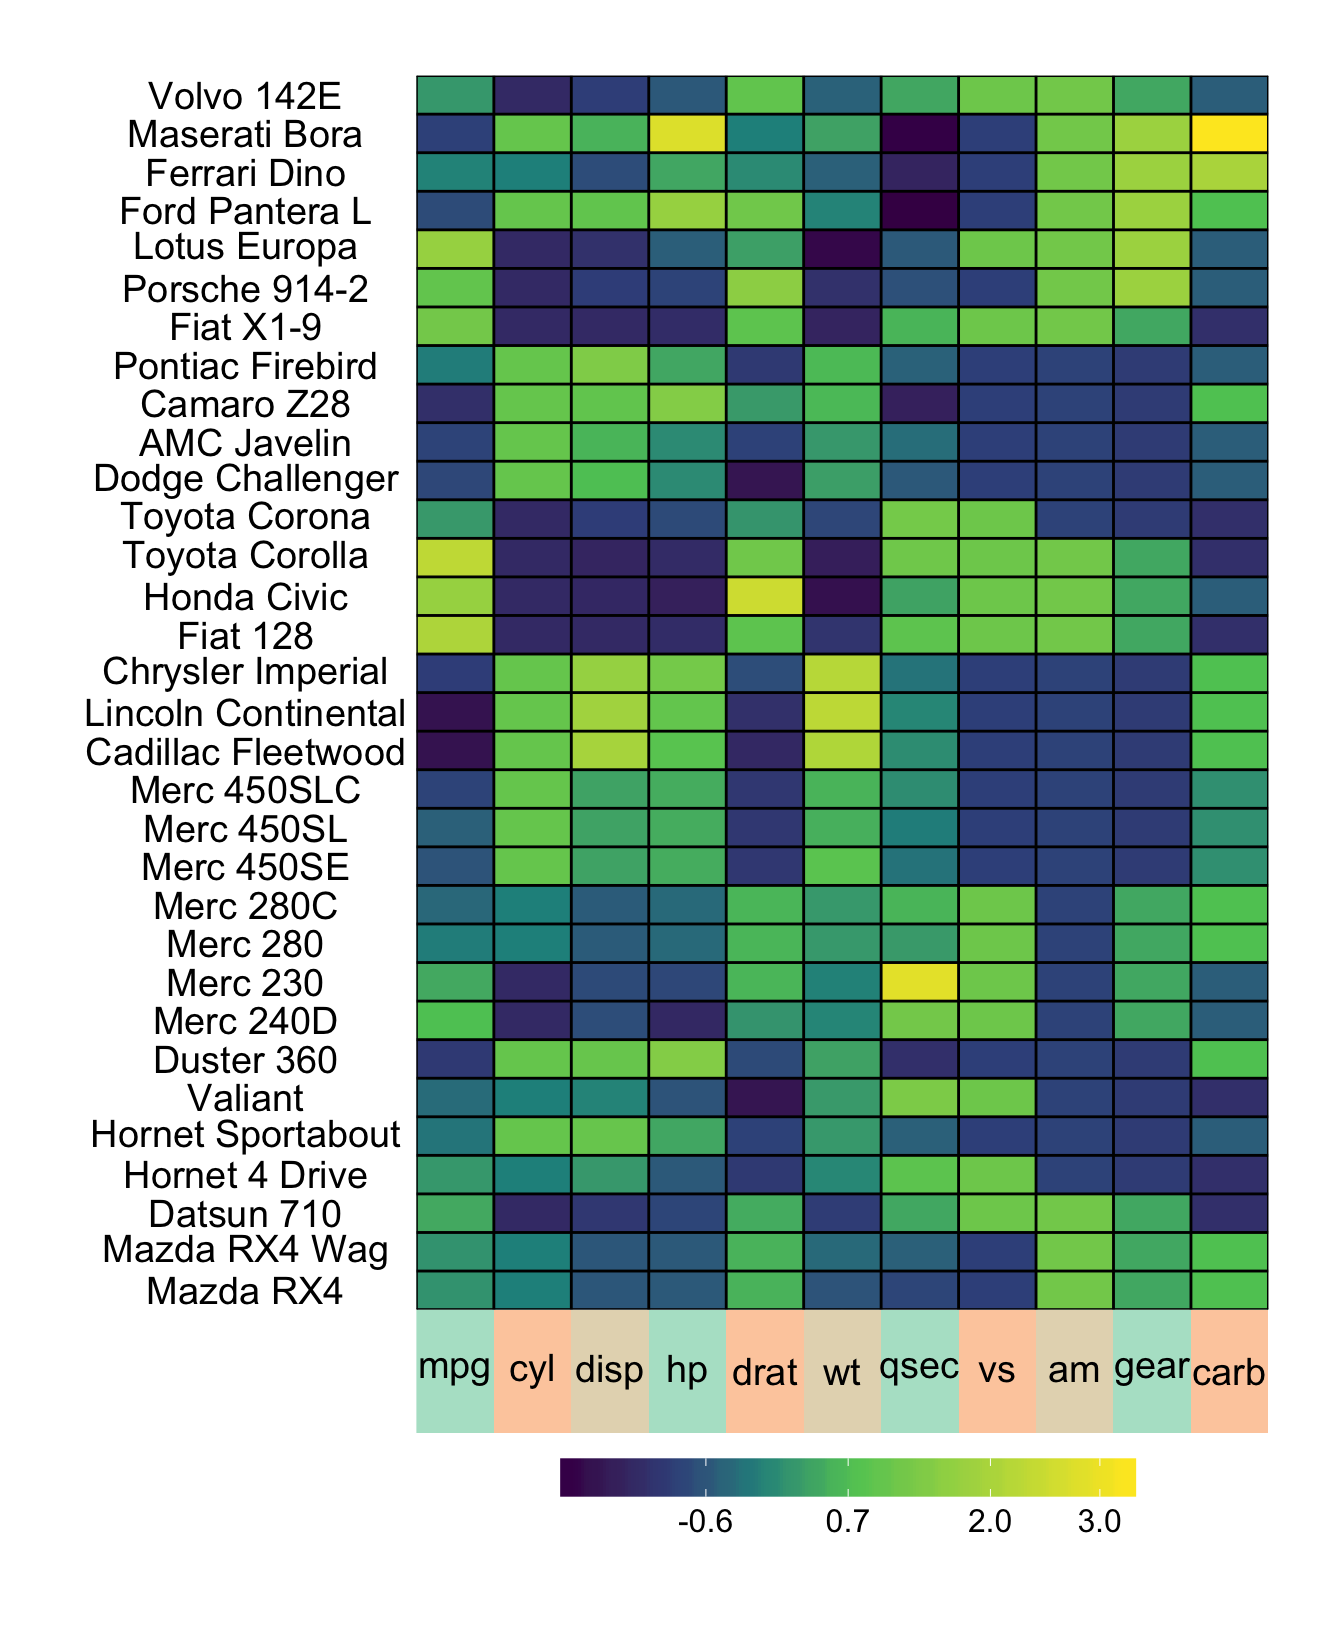 Volvo 142E
Maserati Bora
Ferrari Dino
Ford Pantera L
Lotus Europa
Porsche 914-2
Fiat X1-9
Pontiac Firebird
Camaro Z28
AMC Javelin
Dodge Challenger
Toyota Corona
Toyota Corolla
Honda Civic
Fiat 128
Chrysler Imperial
Lincoln Continental
Cadillac Fleetwood
Merc 450SLC
Merc 450SL
Merc 450SE
Merc 280C
Merc 280
Merc 230
Merc 240D
Duster 360
Valiant
Hornet Sportabout
Hornet 4 Drive
Datsun 710
Mazda RX4 Wag
Mazda RX4
mpg cyl disp hp drat wt qsec vs am gear carb
-0.6 0.7 2.0 3.0